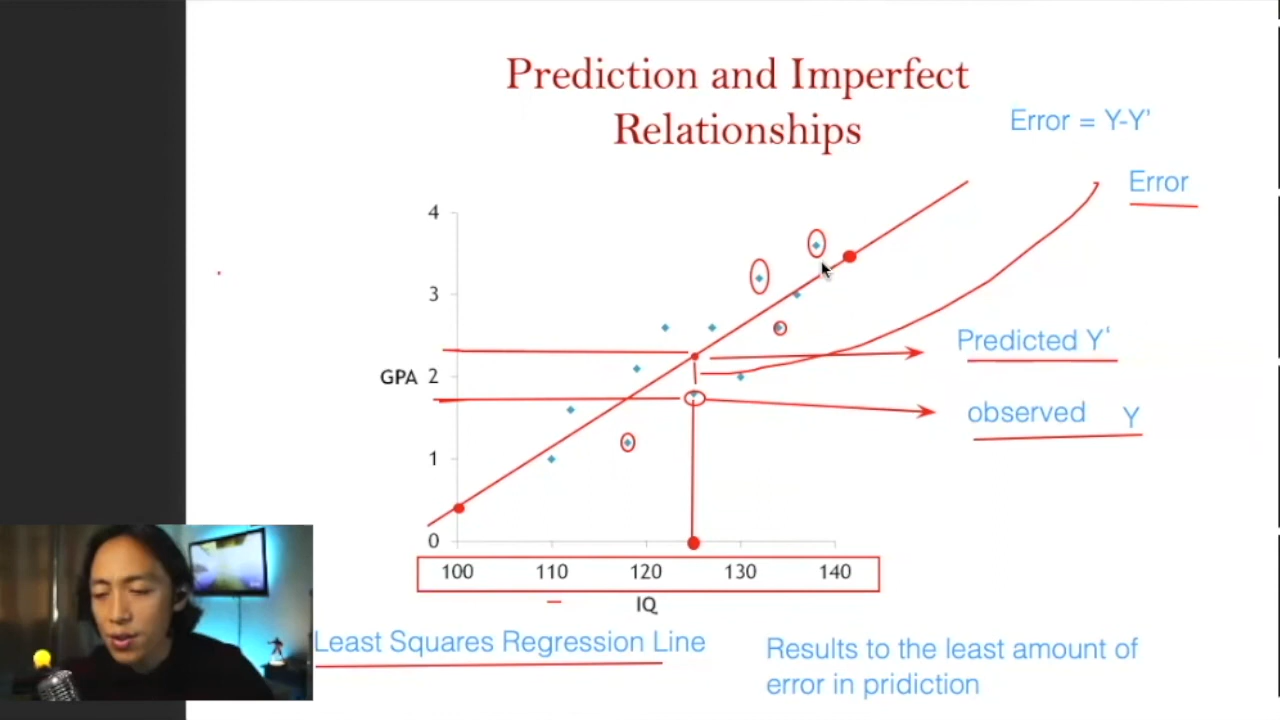 Prediction and Imperfect
Relationships
Error = Y-Y’
Error
4
3
GPA 2
1
0
Predicted Y‘
observed Y
100 110 120 130 140
IQ
Least Squares Regression Line
Results to the least amount of
error in pridiction